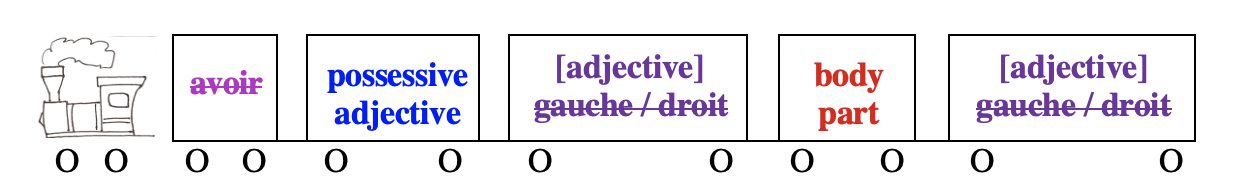 avoir
possessive
adjective
[adjective]
gauche / droit
body
part
[adjective]
gauche / droit
O O O O O O O O O O O O